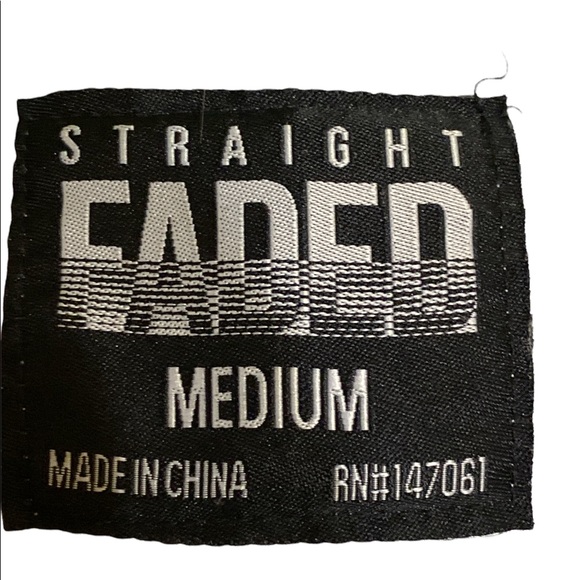 STRAIGHT
FADED
MEDIUM
MADE IN CHINA RN#147061